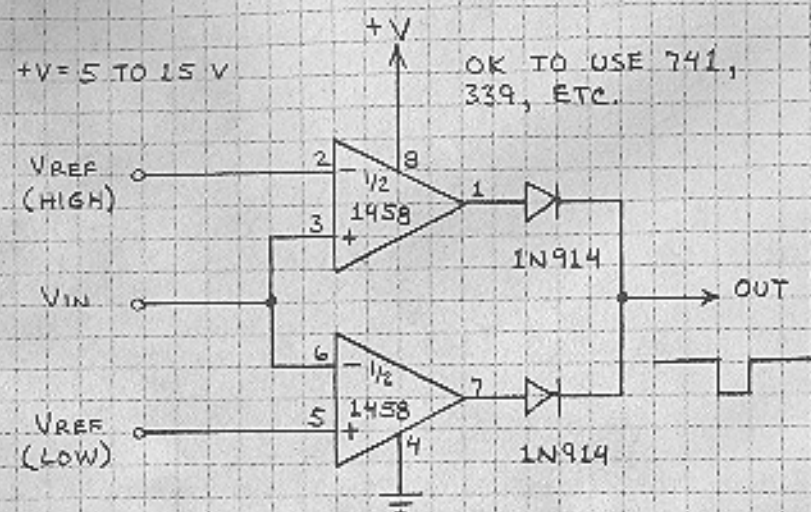 +V
+V = 5 TO 15 V
OK TO USE 741,
339, ETC.
VREF
(HIGH)
2
−
1/2
1458
8
3
+
1
1N914
VIN
OUT
6
−
1/2
1458
7
5
+
4
VREF
(LOW)
1N914